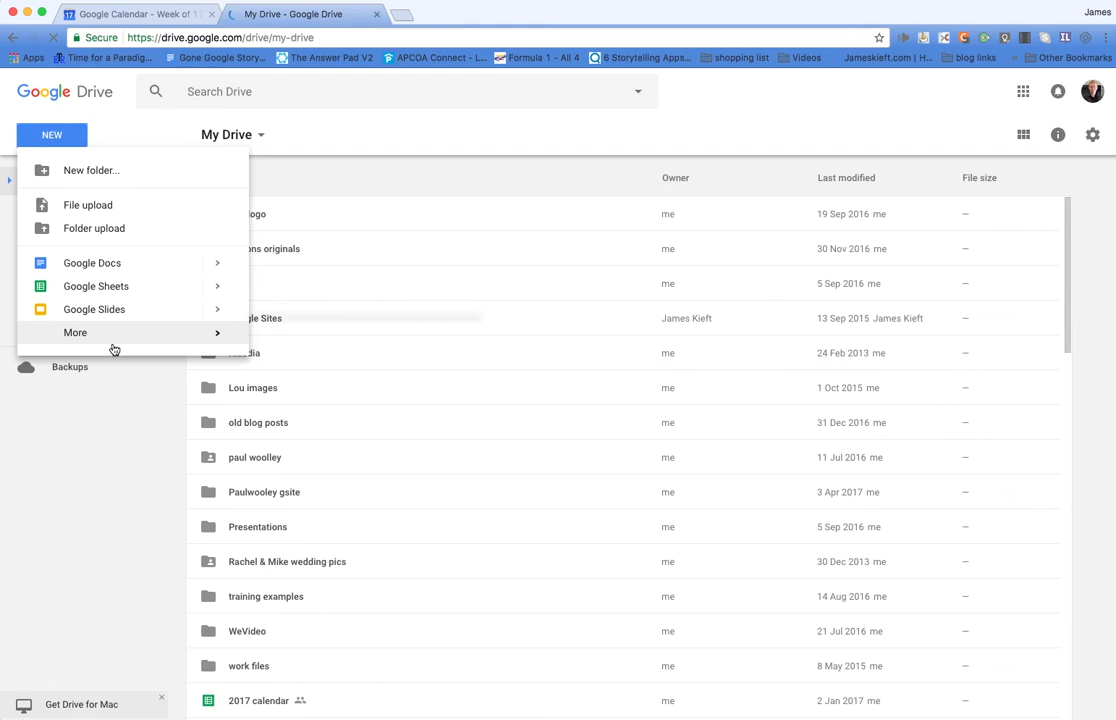 Google Calendar - Week of 17
My Drive - Google Drive
James
Secure
https://drive.google.com/drive/my-drive
Apps
Time for a Paradig...
Gone Google Story...
The Answer Pad V2
APCOA Connect - L...
Formula 1 - All 4
6 Storytelling Apps...
shopping list
Videos
Jameskieft.com | H...
blog links
»
Other Bookmarks
Google Drive
Search Drive
NEW
My Drive
New folder...
Owner
Last modified
File size
File upload
ogo
me
19 Sep 2016 me
—
Folder upload
ons originals
me
30 Nov 2016 me
—
Google Docs
me
5 Sep 2016 me
—
Google Sheets
Google Slides
gle Sites
James Kieft
13 Sep 2015 James Kieft
—
More
dia
me
24 Feb 2013 me
—
Backups
Lou images
me
1 Oct 2015 me
—
old blog posts
me
31 Dec 2016 me
—
paul woolley
me
11 Jul 2016 me
—
Paulwooley gsite
me
3 Apr 2017 me
—
Presentations
me
5 Sep 2016 me
—
Rachel & Mike wedding pics
me
30 Dec 2013 me
—
training examples
me
14 Aug 2016 me
—
WeVideo
me
21 Jul 2016 me
—
work files
me
8 May 2015 me
—
Get Drive for Mac
2017 calendar
me
2 Jan 2017 me
—